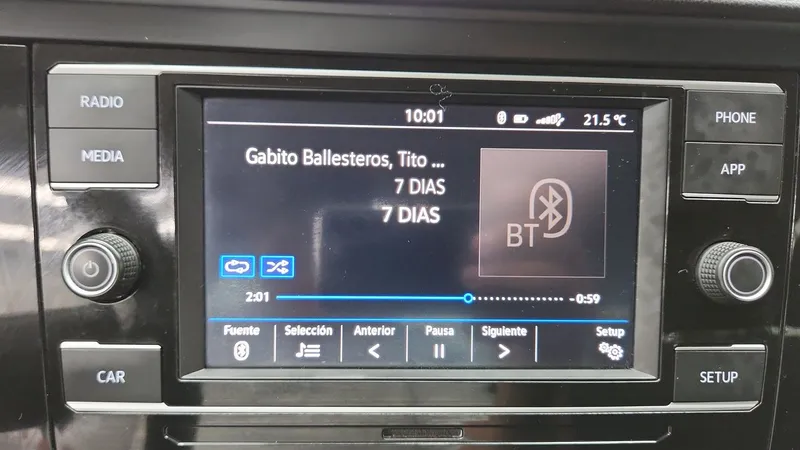 RADIO
MEDIA
CAR
PHONE
APP
SETUP
10:01 21.5 °C
Gabito Ballesteros, Tito ...
7 DIAS
7 DIAS
BT
2:01 -0:59
Fuente Selección Anterior Pausa Siguiente Setup